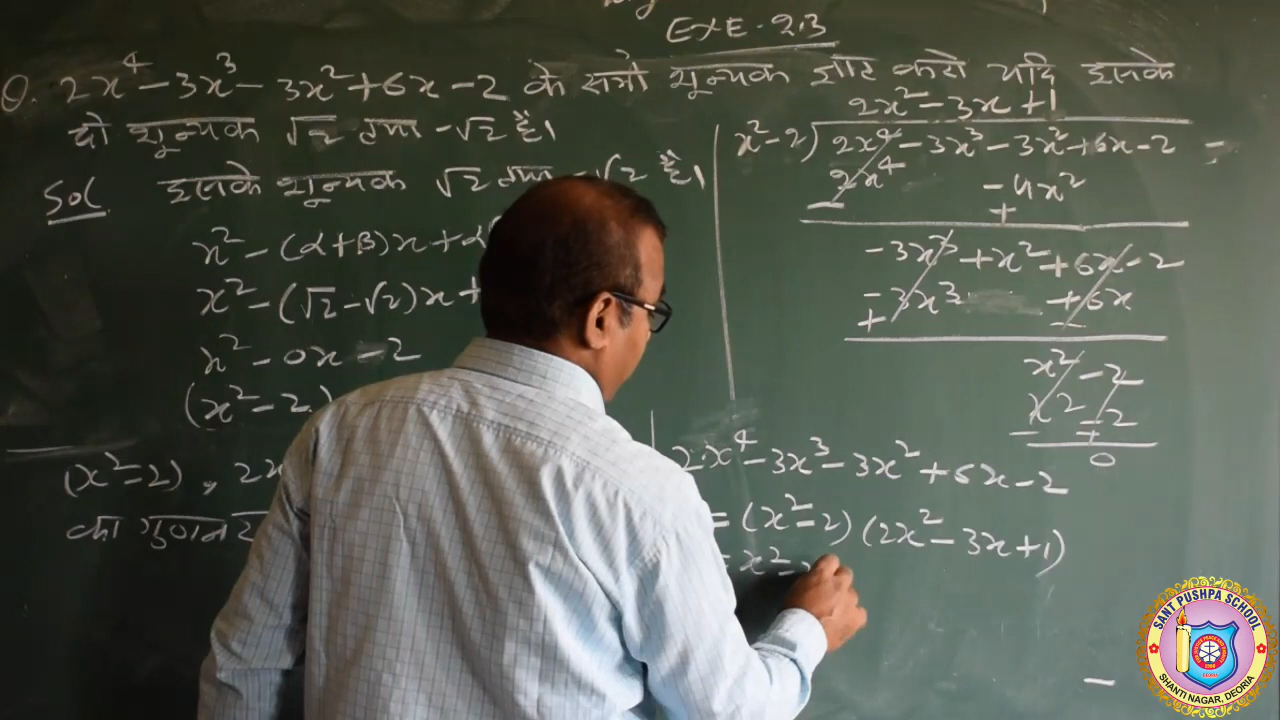 EXE-2.3
Q. 2x⁴ - 3x³ - 3x² + 6x - 2 के सभी शून्यक ज्ञात करो यदि इसके
दो शून्यक √2 तथा -√2 है।
Sol. इसके शून्यक √2 तथा -√2 है।
x² - (α+β)x + α
x² - (√2 - √2)x +
x² - 0x - 2
(x² - 2)
(x²-2), 2x
का गुणन
2x² - 3x + 1
x² - 2) 2x⁴ - 3x³ - 3x² + 6x - 2
2x⁴ - 4x²
- +
- 3x³ + x² + 6x - 2
- 3x³ + 6x
+ -
x² - 2
x² - 2
- +
0
2x⁴ - 3x³ - 3x² + 6x - 2
= (x² - 2) (2x² - 3x + 1)
x² -
SANT PUSHPA SCHOOL
SHANTI NAGAR, DEORIA